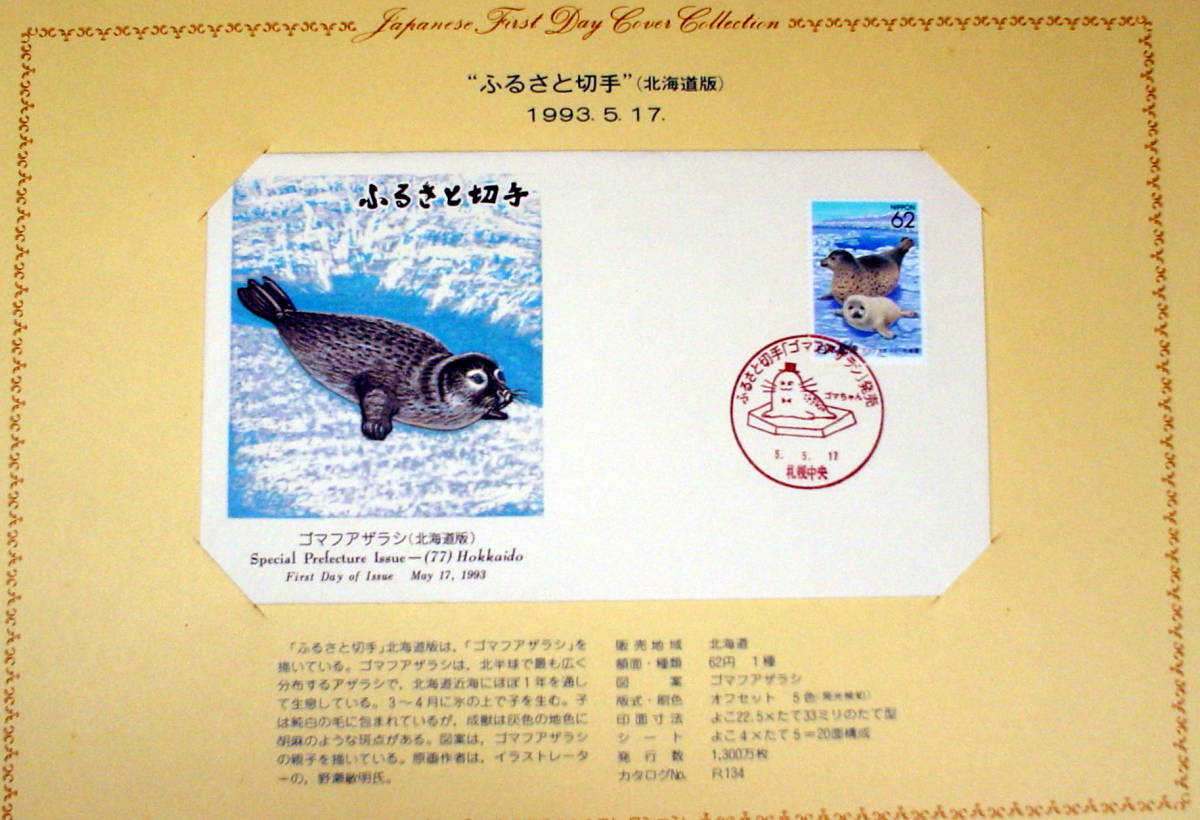 Japanese First Day Cover Collection
“ふるさと切手”(北海道版)
1993. 5. 17.
ふるさと切手
NIPPON
62
ふるさと切手「ゴマフアザラシ」発売
ゴマちゃん
5. 5. 17
札幌中央
ゴマフアザラシ(北海道版)
Special Prefecture Issue—(77) Hokkaido
First Day of Issue May 17, 1993
「ふるさと切手」北海道版は,「ゴマフアザラシ」を
描いている。ゴマフアザラシは,北半球で最も広く
分布するアザラシで,北海道近海にほぼ1年を通し
て生息している。3〜4月に氷の上で子を生む。子
は純白の毛に包まれているが,成獣は灰色の地色に
胡麻のような斑点がある。図案は,ゴマフアザラシ
の親子を描いている。原画作者は,イラストレータ
ーの,野瀬敏明氏。
販売地域 北海道
額面・種類 62円 1種
図案 ゴマフアザラシ
版式・刷色 オフセット 5色(発光検知)
印面寸法 よこ22.5×たて33ミリのたて型
シート よこ4×たて5=20面構成
発行数 1,300万枚
カタログNo. R134